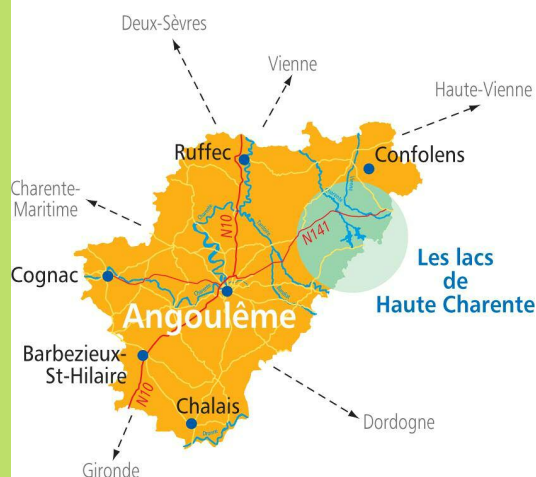 Deux-Sèvres
Vienne
Haute-Vienne
Ruffec
Confolens
Charente-
Maritime
N10
N141
Les lacs
de
Haute Charente
Cognac
Angoulême
Barbezieux-
St-Hilaire
N10
Chalais
Dordogne
Gironde